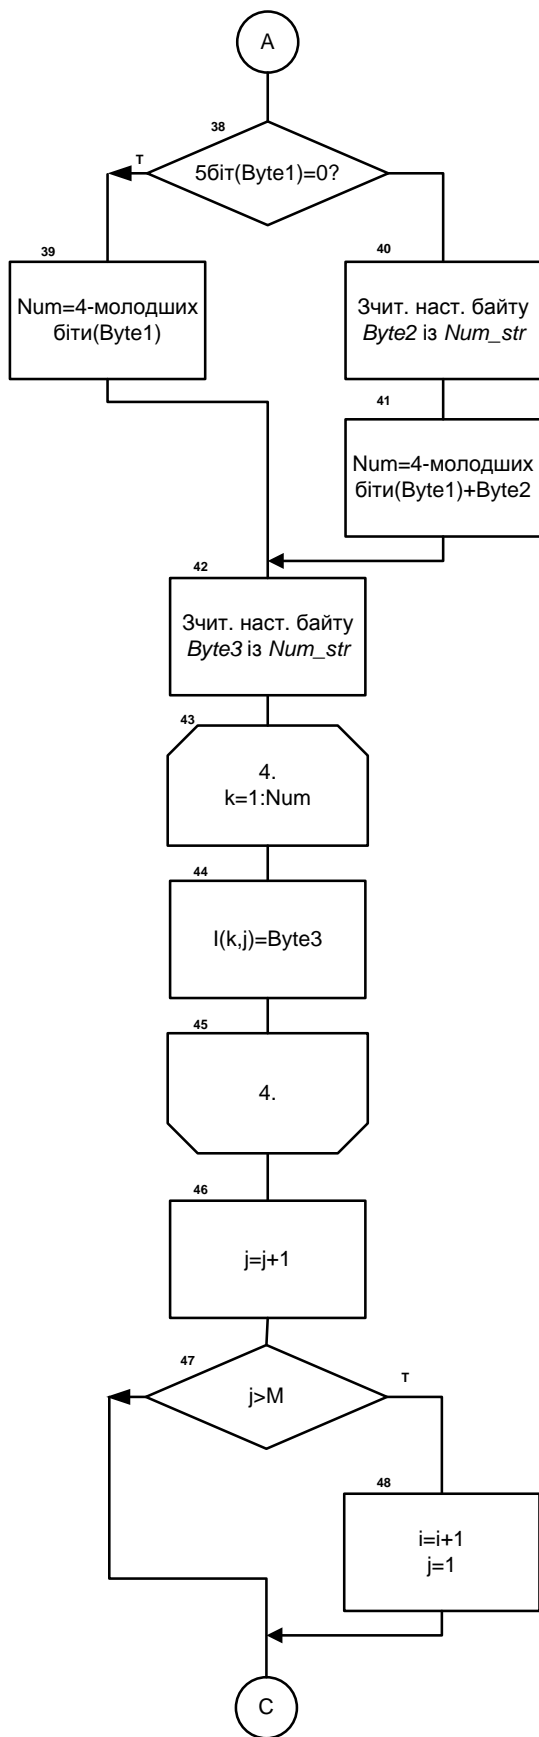 A
38
T
5біт(Byte1)=0?
39
Num=4-молодших
біти(Byte1)
40
Зчит. наст. байту
Byte2 із Num_str
41
Num=4-молодших
біти(Byte1)+Byte2
42
Зчит. наст. байту
Byte3 із Num_str
43
4.
k=1:Num
44
I(k,j)=Byte3
45
4.
46
j=j+1
47
j>M
T
48
i=i+1
j=1
C